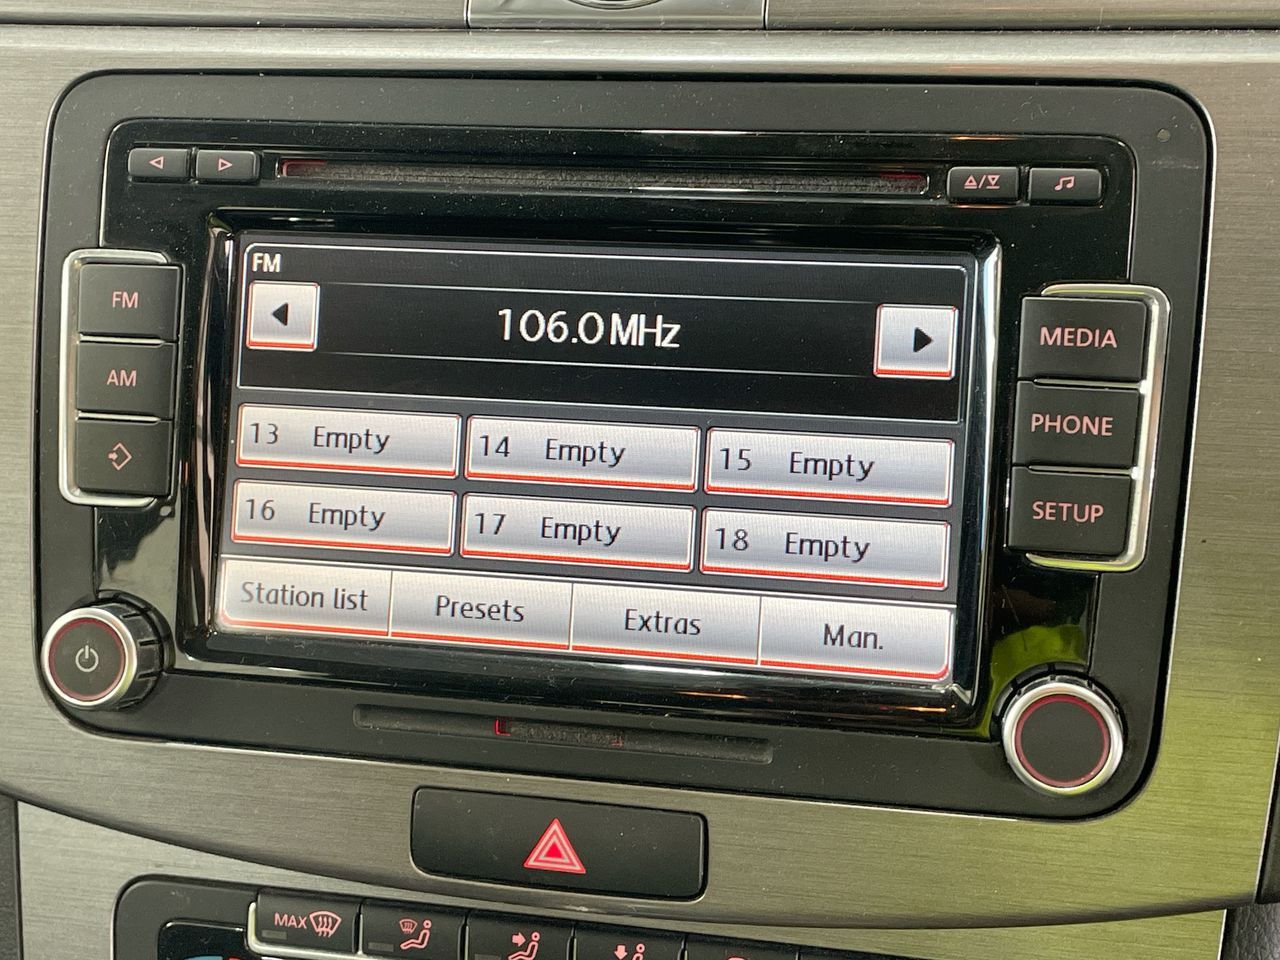 FM
106.0 MHz
13 Empty
14 Empty
15 Empty
16 Empty
17 Empty
18 Empty
Station list
Presets
Extras
Man.
FM
AM
MEDIA
PHONE
SETUP
MAX